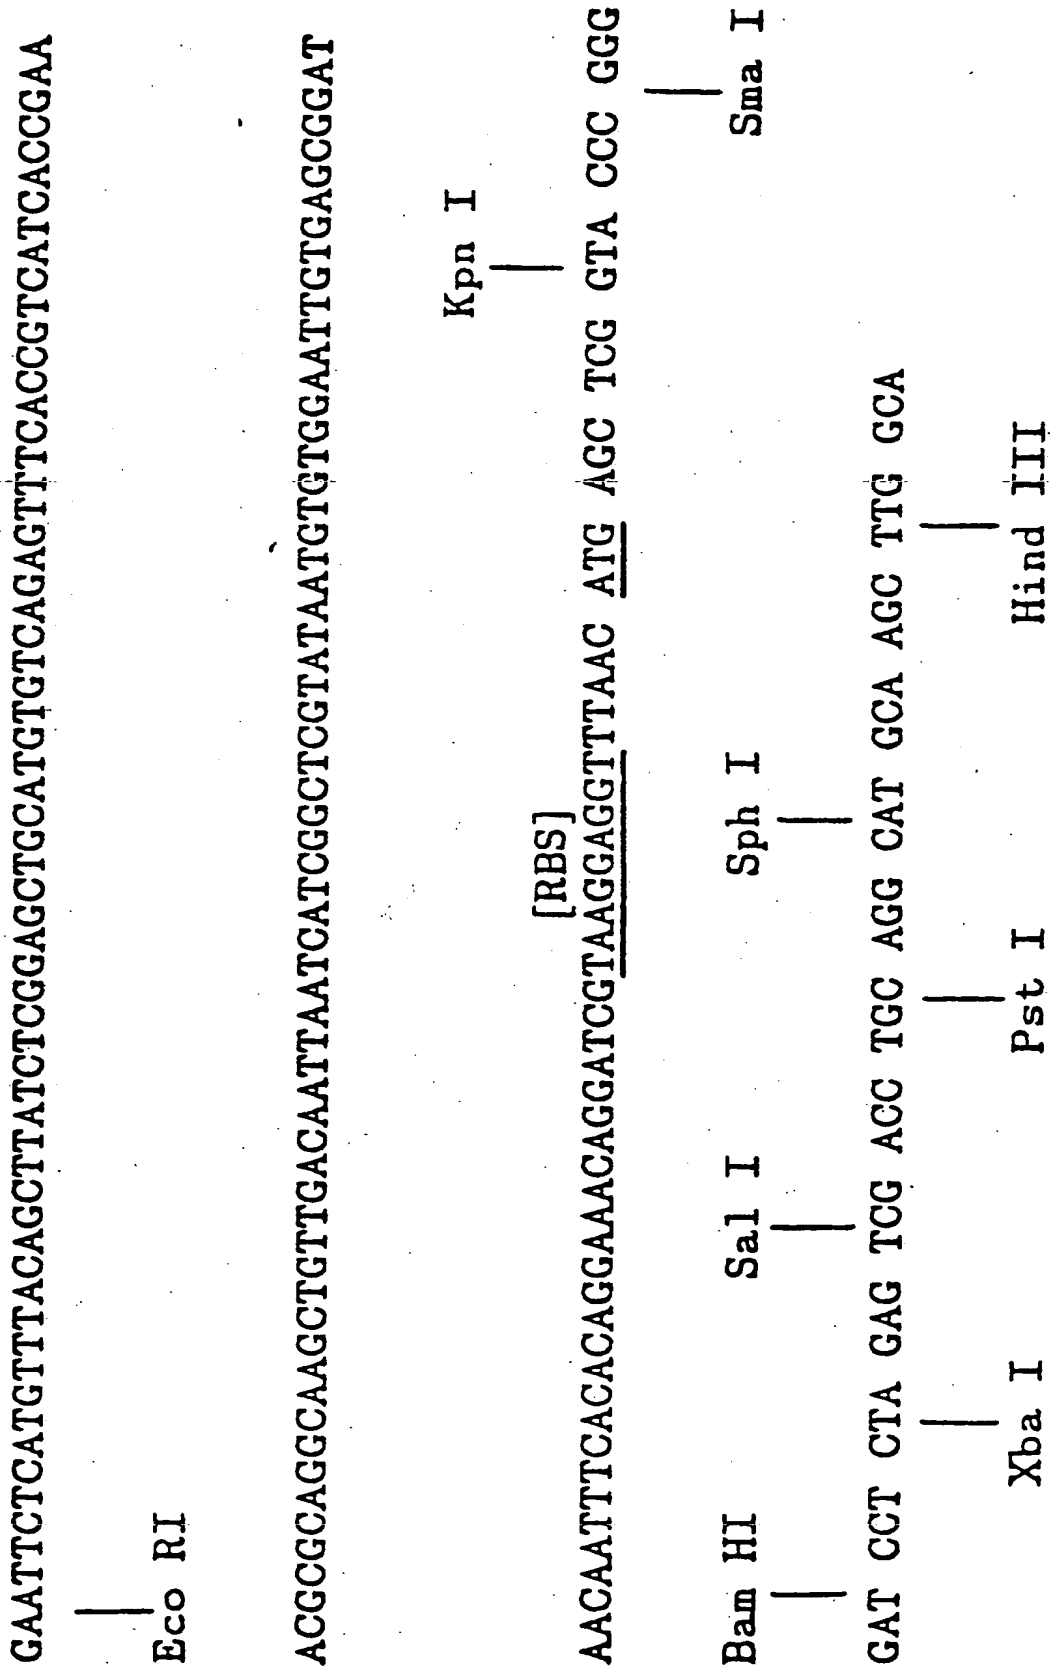 GAATTCTCATGTTTACAGCTTATCTCGGAGCTGCATGTGTCAGAGTTTCACCGTCATCACCGAA
Eco RI
ACGCGCAGGCAAGCTGTTGACAATTAATCATCGGCTCGTATAATGTGTGGAATTGTGAGCGGAT
Kpn I
[RBS]
AACAATTTCACACAGGAAACAGGATCGTAAGGAGGTTTAAC ATG AGC TCG GTA CCC GGG
Sma I
Bam HI Sal I Sph I
GAT CCT CTA GAG TCG ACC TGC AGG CAT GCA AGC TTG GCA
Xba I Pst I Hind III